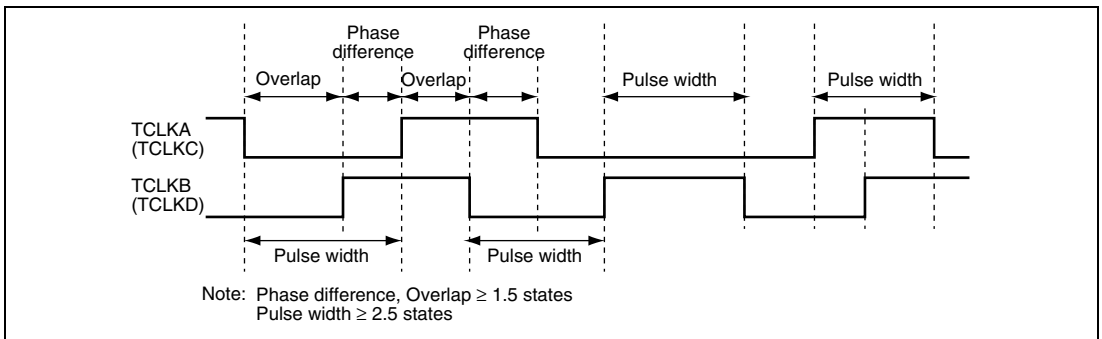 Phase difference
Phase difference
Overlap
Overlap
Pulse width
Pulse width
TCLKA
(TCLKC)
TCLKB
(TCLKD)
Pulse width
Pulse width
Note: Phase difference, Overlap ≥ 1.5 states
Pulse width ≥ 2.5 states